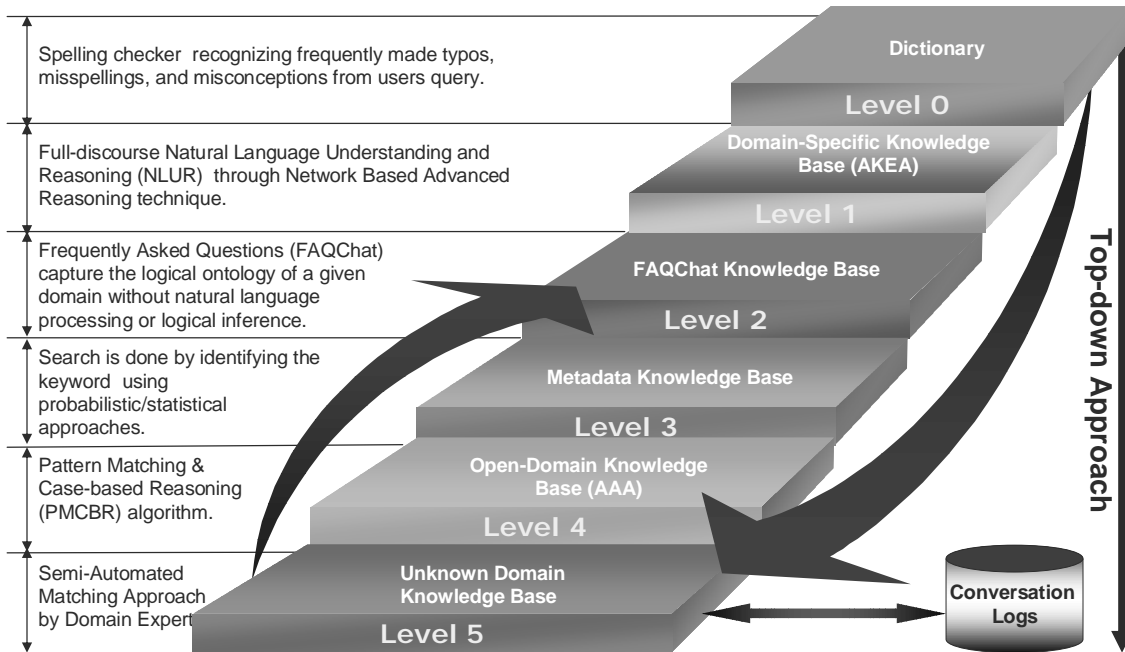 Spelling checker recognizing frequently made typos,
misspellings, and misconceptions from users query.
Dictionary
Level 0
Full-discourse Natural Language Understanding and
Reasoning (NLUR) through Network Based Advanced
Reasoning technique.
Domain-Specific Knowledge
Base (AKEA)
Level 1
Frequently Asked Questions (FAQChat)
capture the logical ontology of a given
domain without natural language
processing or logical inference.
FAQChat Knowledge Base
Level 2
Search is done by identifying the
keyword using
probabilistic/statistical
approaches.
Metadata Knowledge Base
Level 3
Pattern Matching &
Case-based Reasoning
(PMCBR) algorithm.
Open-Domain Knowledge
Base (AAA)
Level 4
Semi-Automated
Matching Approach
by Domain Expert
Unknown Domain
Knowledge Base
Level 5
Conversation
Logs
Top-down Approach